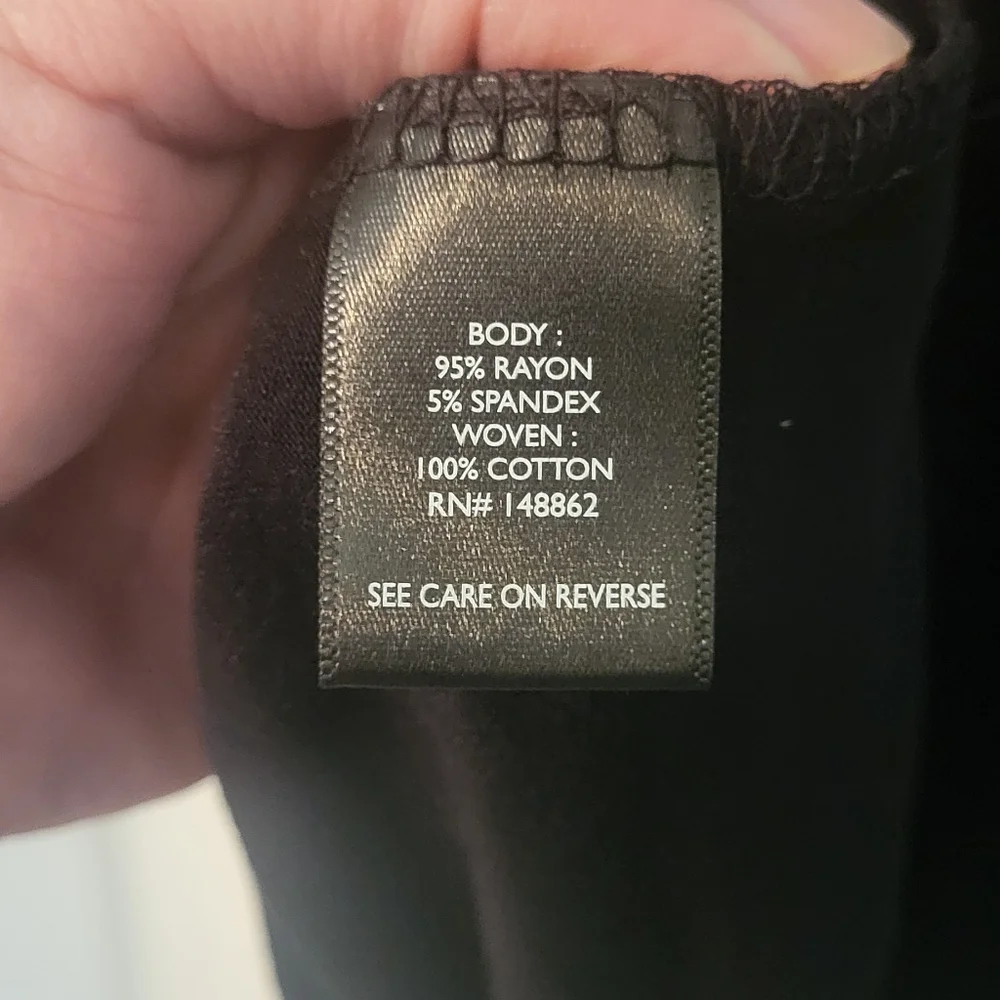 BODY :
95% RAYON
5% SPANDEX
WOVEN :
100% COTTON
RN# 148862
SEE CARE ON REVERSE